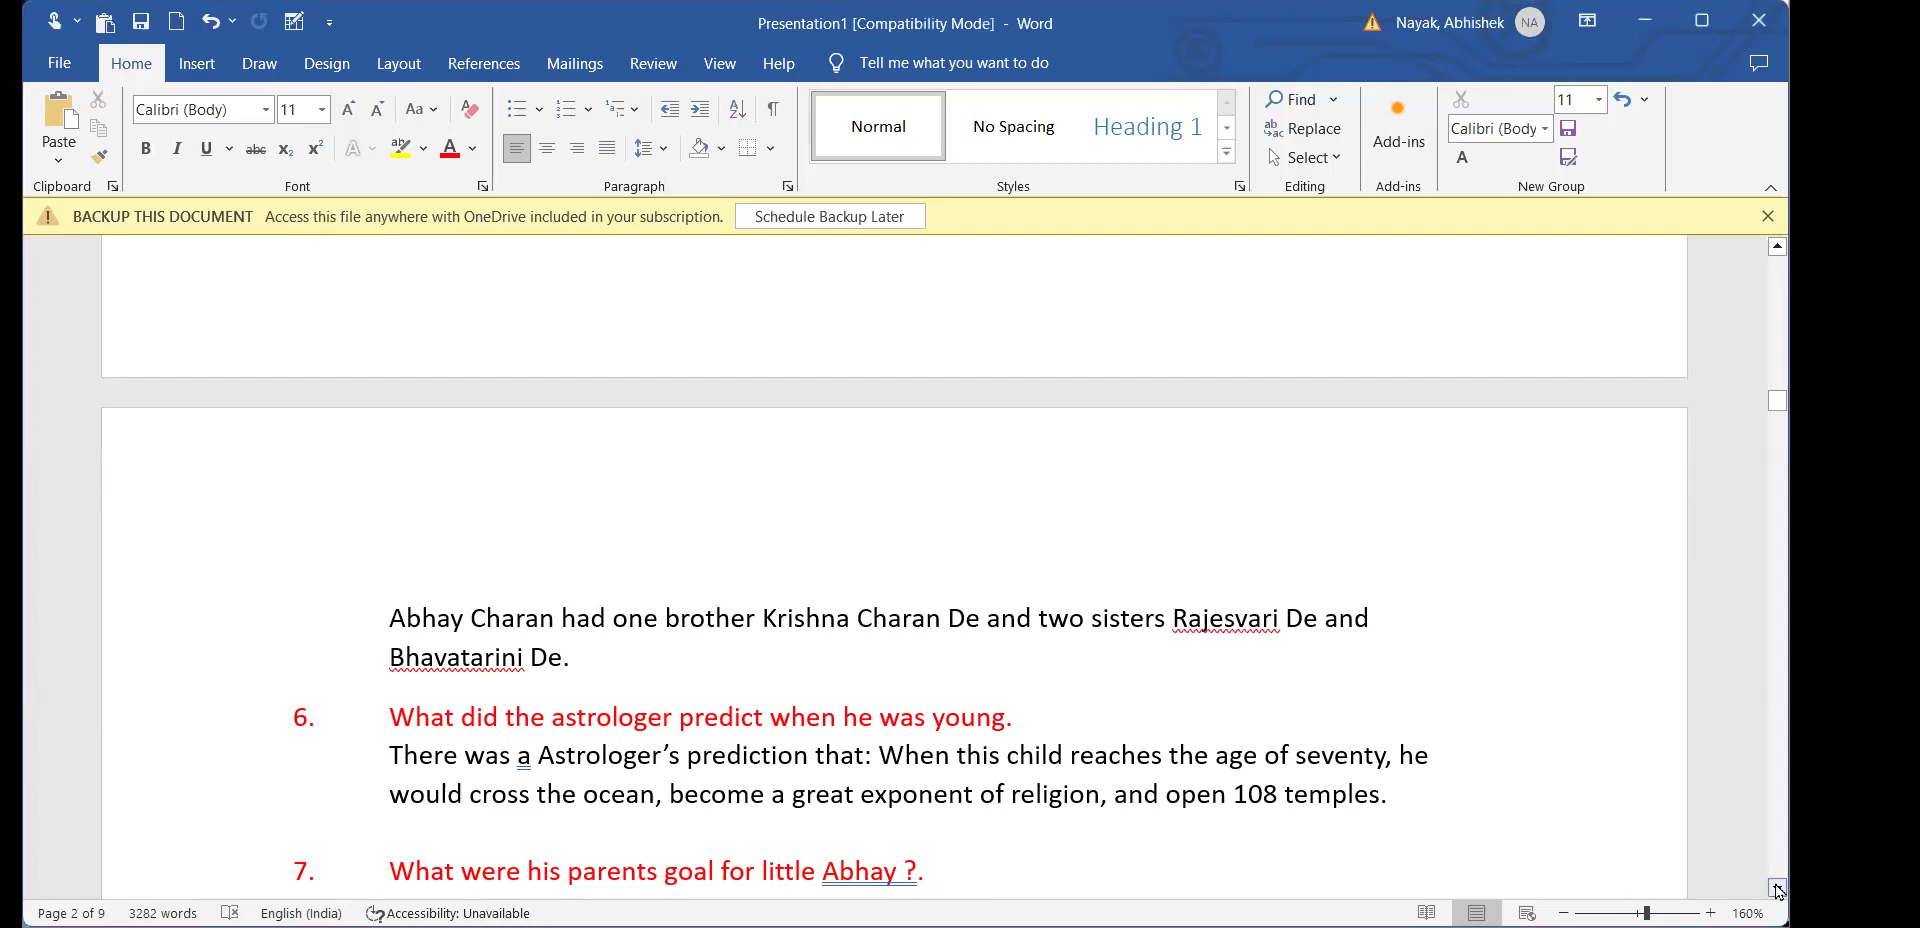 Presentation1 [Compatibility Mode] - Word
Nayak, Abhishek NA
File Home Insert Draw Design Layout References Mailings Review View Help Tell me what you want to do
Calibri (Body) 11 Aa
Normal No Spacing Heading 1
Find
Replace
Select
Paste
B I U abc x₂ x² A A
Add-ins
11
Calibri (Body
A
Clipboard Font Paragraph Styles Editing Add-ins New Group
BACKUP THIS DOCUMENT Access this file anywhere with OneDrive included in your subscription. Schedule Backup Later
Abhay Charan had one brother Krishna Charan De and two sisters Rajesvari De and
Bhavatarini De.
6. What did the astrologer predict when he was young.
There was a Astrologer’s prediction that: When this child reaches the age of seventy, he
would cross the ocean, become a great exponent of religion, and open 108 temples.
7. What were his parents goal for little Abhay ?.
Page 2 of 9 3282 words English (India) Accessibility: Unavailable 160%